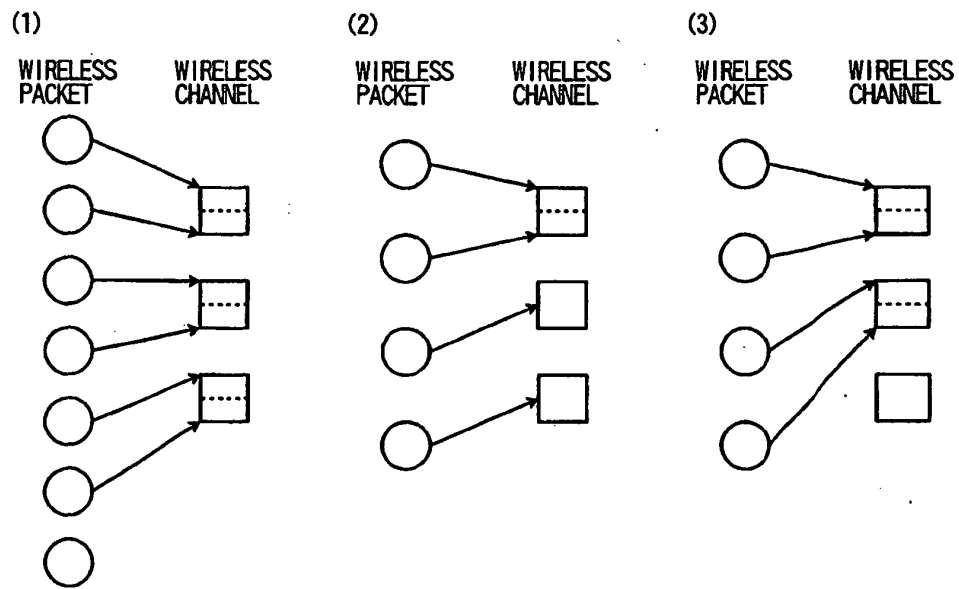 (1)
WIRELESS PACKET
WIRELESS CHANNEL
(2)
WIRELESS PACKET
WIRELESS CHANNEL
(3)
WIRELESS PACKET
WIRELESS CHANNEL